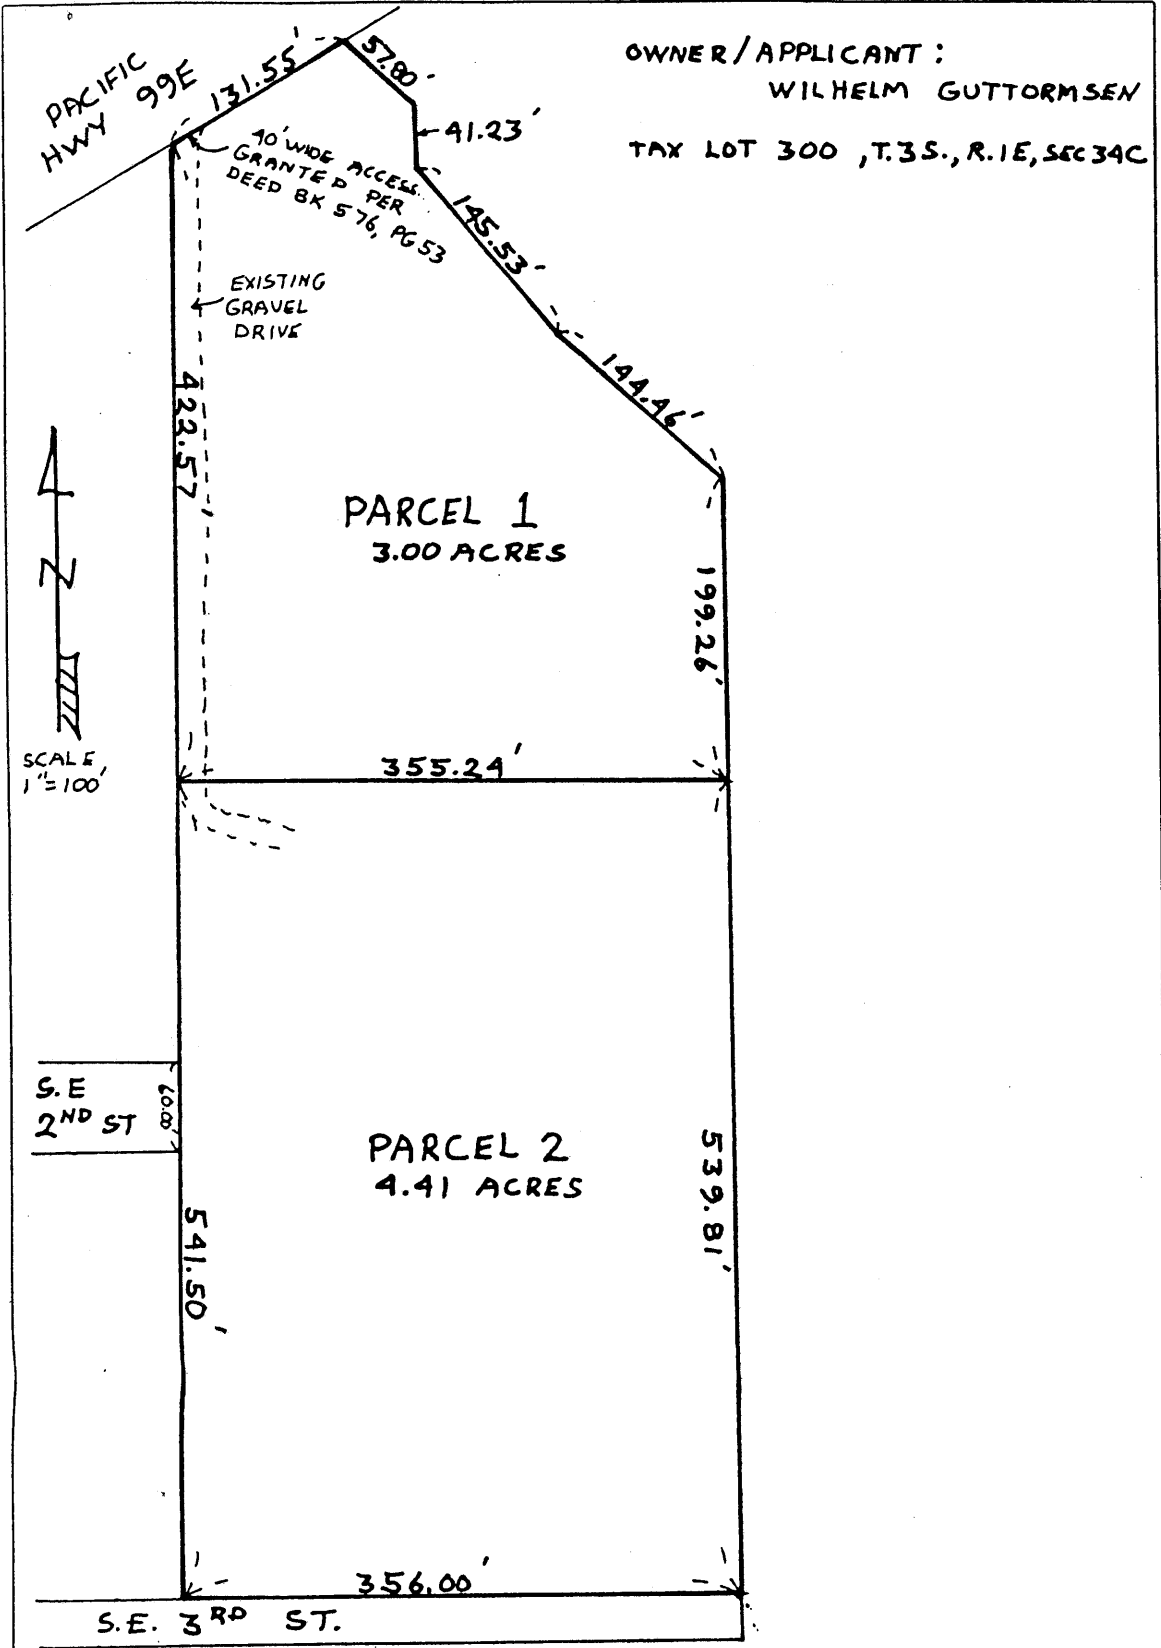 OWNER/APPLICANT :
WILHELM GUTTORMSEN
TAX LOT 300 , T.3S., R.1E, SEC 34C
PACIFIC
HWY 99E
131.55'
57.80'
41.23'
40' WIDE ACCESS
GRANTED PER
DEED BK 576, PG 53
145.53'
EXISTING
GRAVEL
DRIVE
144.46'
422.57'
PARCEL 1
3.00 ACRES
199.26'
N
SCALE,
1"=100'
355.24'
S.E
2ND ST
60.00'
PARCEL 2
4.41 ACRES
539.81'
541.50'
356.00'
S.E. 3RD ST.